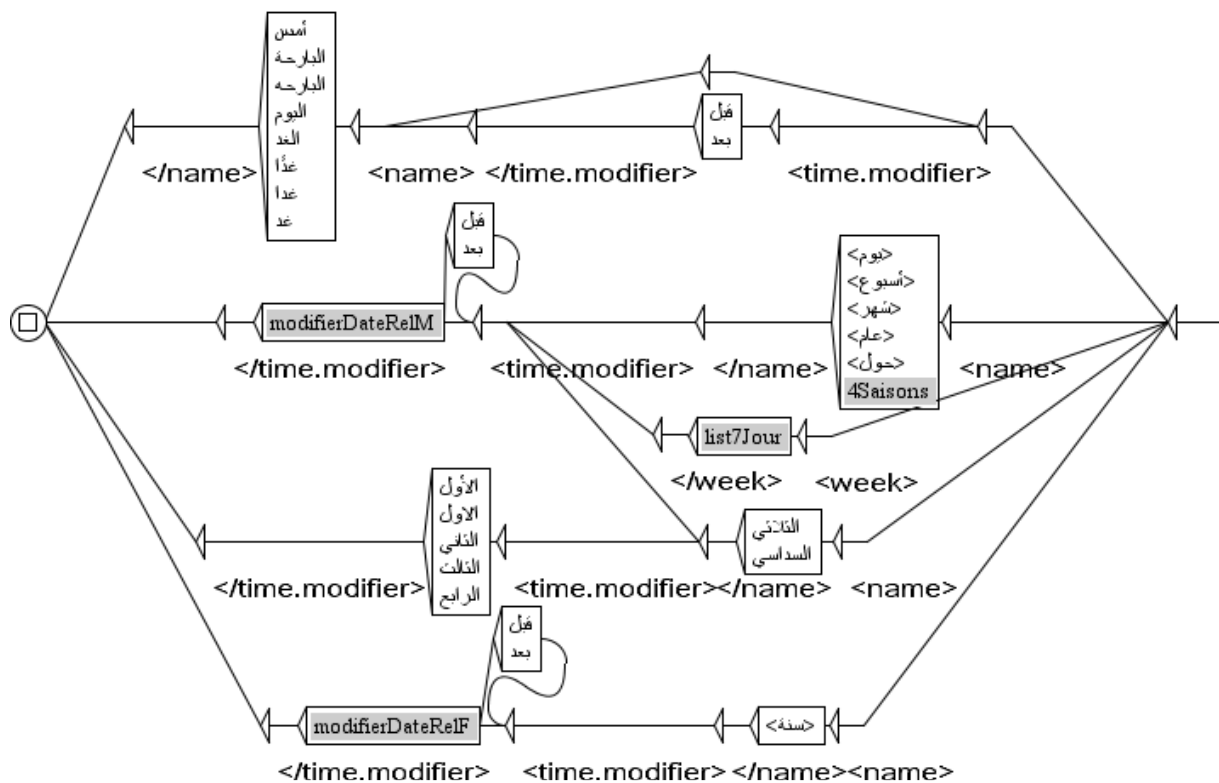 أمس
البارحة
البارحه
اليوم
الغد
غدًا
غدا
غد
قبل
بعد
</name>
<name>
</time.modifier>
<time.modifier>
قبل
بعد
<يوم>
<أسبوع>
<شهر>
<عام>
<حول>
4Saisons
modifierDateRelM
</time.modifier>
<time.modifier>
</name>
<name>
list7Jour
</week>
<week>
الأول
الاول
الثاني
الثالث
الرابع
الثلاثي
السداسي
</time.modifier>
<time.modifier>
</name>
<name>
قبل
بعد
modifierDateRelF
<سنة>
</time.modifier>
<time.modifier>
</name>
<name>